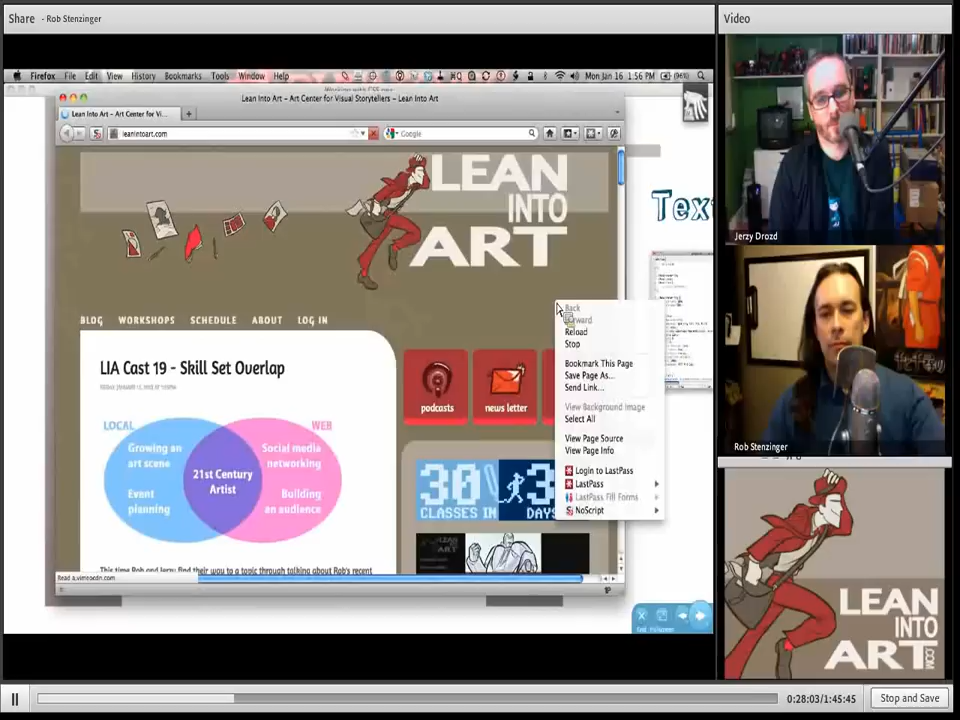 Share - Rob Stenzinger
Video
Firefox File Edit View History Bookmarks Tools Window Help
Mon Jan 16 1:56 PM
Lean Into Art – Art Center for Visual Storytellers – Lean Into Art
Lean Into Art – Art Center for Vi...
leanintoart.com
Google
LEAN
INTO
ART
Tex
BLOG WORKSHOPS SCHEDULE ABOUT LOG IN
LIA Cast 19 - Skill Set Overlap
LOCAL
WEB
Growing an
art scene
Event
planning
21st Century
Artist
Social media
networking
Building
an audience
podcasts
news letter
30 3
CLASSES IN DAYS
This time Rob and Jerzy find their way to a topic through talking about Rob's recent
Read a.vimeocdn.com
Back
Forward
Reload
Stop
Bookmark This Page
Save Page As...
Send Link...
View Background Image
Select All
View Page Source
View Page Info
Login to LastPass
LastPass
LastPass Fill Forms
NoScript
Jerzy Drozd
Rob Stenzinger
LEAN
INTO
ART
.COM
0:28:03/1:45:45
Stop and Save